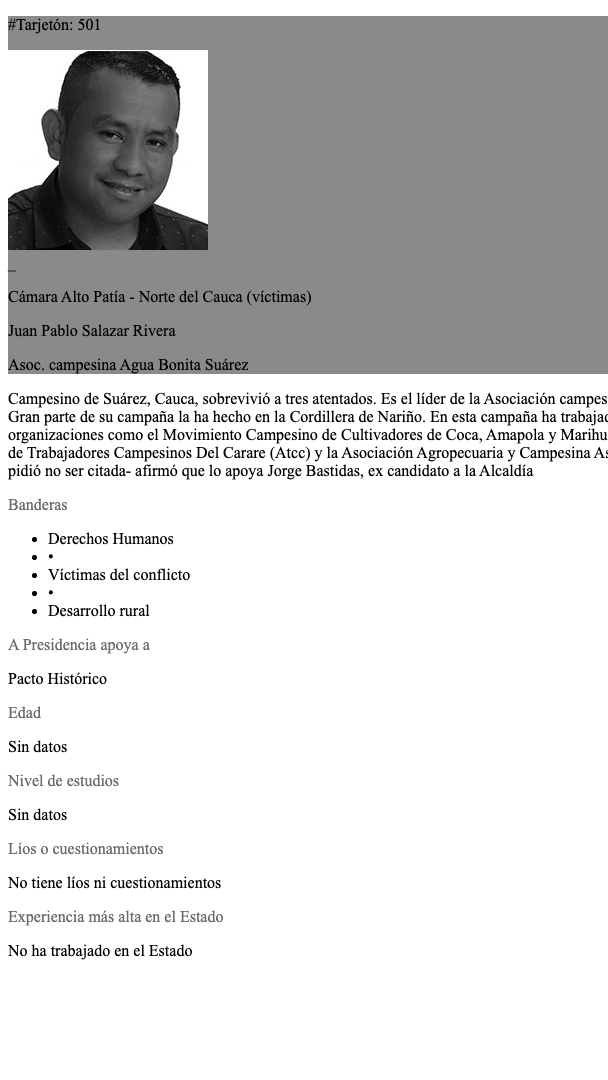 #Tarjetón: 501
_
Cámara Alto Patía - Norte del Cauca (víctimas)
Juan Pablo Salazar Rivera
Asoc. campesina Agua Bonita Suárez
Campesino de Suárez, Cauca, sobrevivió a tres atentados. Es el líder de la Asociación campes
Gran parte de su campaña la ha hecho en la Cordillera de Nariño. En esta campaña ha trabajad
organizaciones como el Movimiento Campesino de Cultivadores de Coca, Amapola y Marihu
de Trabajadores Campesinos Del Carare (Atcc) y la Asociación Agropecuaria y Campesina As
pidió no ser citada- afirmó que lo apoya Jorge Bastidas, ex candidato a la Alcaldía
Banderas
• Derechos Humanos
• •
• Víctimas del conflicto
• •
• Desarrollo rural
A Presidencia apoya a
Pacto Histórico
Edad
Sin datos
Nivel de estudios
Sin datos
Líos o cuestionamientos
No tiene líos ni cuestionamientos
Experiencia más alta en el Estado
No ha trabajado en el Estado